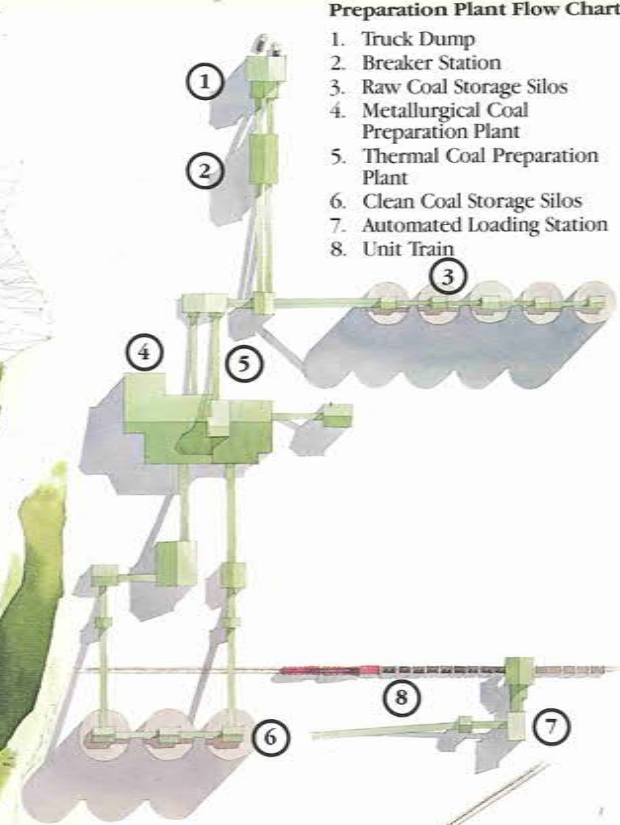 Preparation Plant Flow Chart
1. Truck Dump
2. Breaker Station
3. Raw Coal Storage Silos
4. Metallurgical Coal
Preparation Plant
5. Thermal Coal Preparation
Plant
6. Clean Coal Storage Silos
7. Automated Loading Station
8. Unit Train
1
2
3
4
5
6
8
7